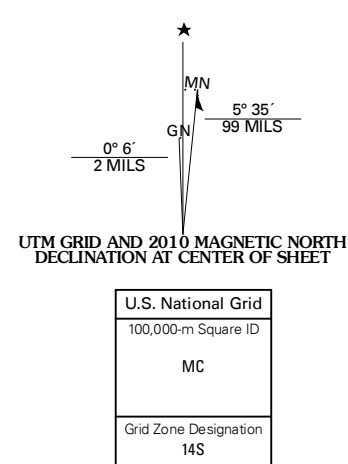 MN
5° 35´
99 MILS
GN
0° 6´
2 MILS
UTM GRID AND 2010 MAGNETIC NORTH
DECLINATION AT CENTER OF SHEET
U.S. National Grid
100,000-m Square ID
MC
Grid Zone Designation
14S